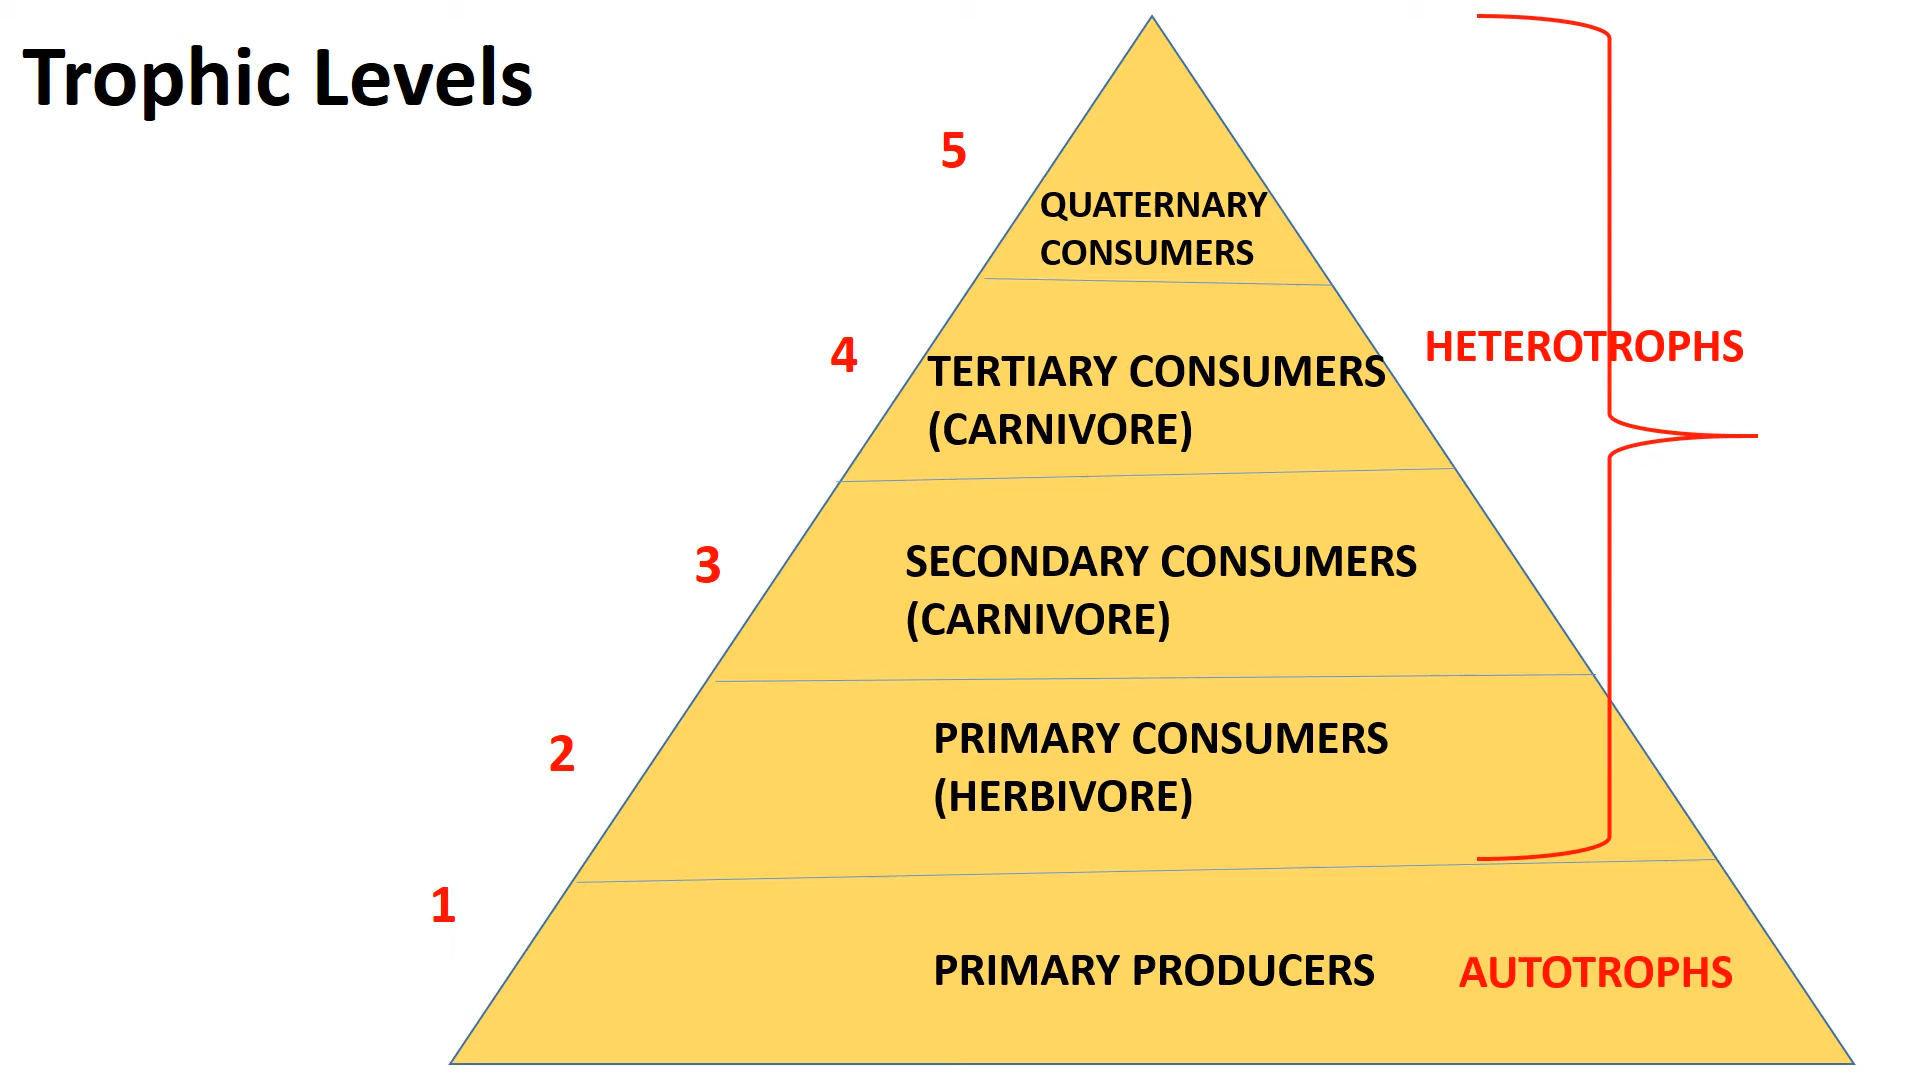 Trophic Levels
5
QUATERNARY
CONSUMERS
4
TERTIARY CONSUMERS
(CARNIVORE)
HETEROTROPHS
3
SECONDARY CONSUMERS
(CARNIVORE)
2
PRIMARY CONSUMERS
(HERBIVORE)
1
PRIMARY PRODUCERS
AUTOTROPHS